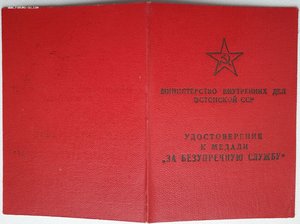 МИНИСТЕРСТВО ВНУТРЕННИХ ДЕЛ
ЭСТОНСКОЙ ССР
УДОСТОВЕРЕНИЕ
К МЕДАЛИ
„ЗА БЕЗУПРЕЧНУЮ СЛУЖБУ"